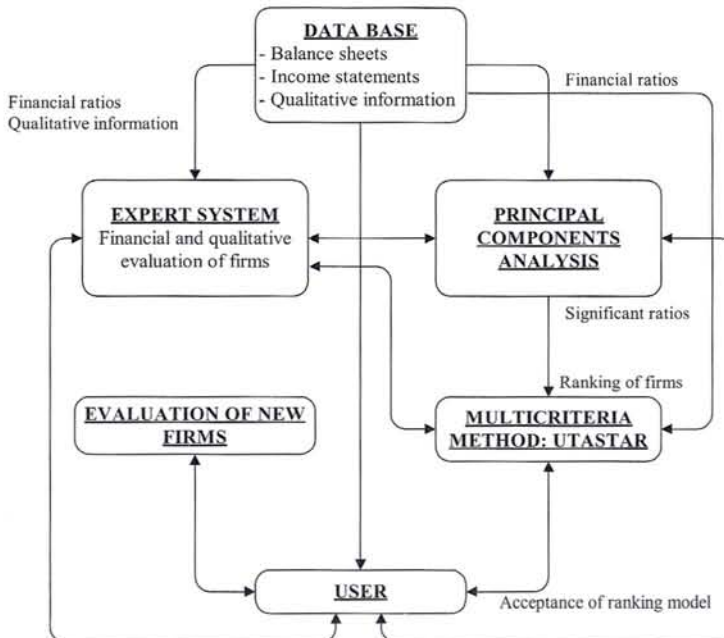 DATA BASE
- Balance sheets
- Income statements
- Qualitative information
Financial ratios
Qualitative information
Financial ratios
EXPERT SYSTEM
Financial and qualitative
evaluation of firms
PRINCIPAL
COMPONENTS
ANALYSIS
Significant ratios
Ranking of firms
EVALUATION OF NEW
FIRMS
MULTICRITERIA
METHOD: UTASTAR
USER
Acceptance of ranking model